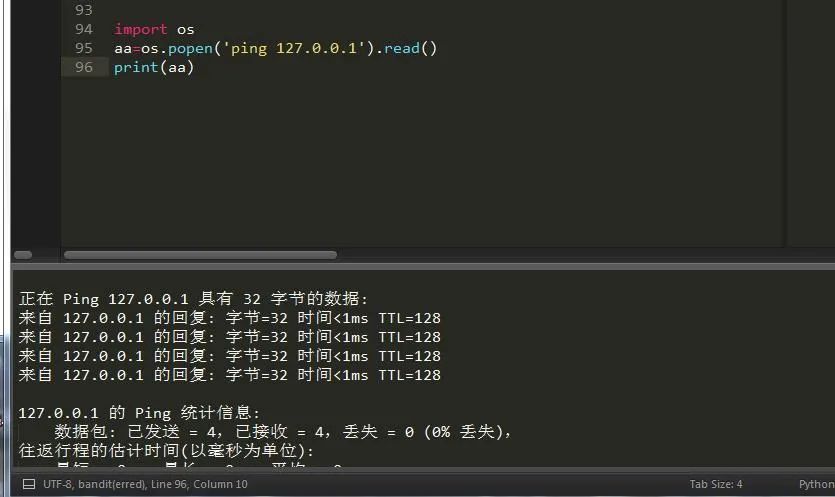 93
94 import os
95 aa=os.popen('ping 127.0.0.1').read()
96 print(aa)
正在 Ping 127.0.0.1 具有 32 字节的数据:
来自 127.0.0.1 的回复: 字节=32 时间<1ms TTL=128
来自 127.0.0.1 的回复: 字节=32 时间<1ms TTL=128
来自 127.0.0.1 的回复: 字节=32 时间<1ms TTL=128
来自 127.0.0.1 的回复: 字节=32 时间<1ms TTL=128
127.0.0.1 的 Ping 统计信息:
数据包: 已发送 = 4，已接收 = 4，丢失 = 0 (0% 丢失)，
往返行程的估计时间(以毫秒为单位):
UTF-8, bandit(erred), Line 96, Column 10 Tab Size: 4 Python